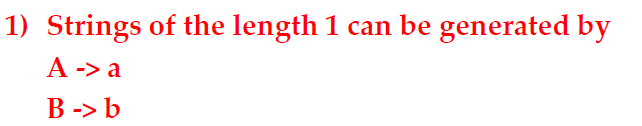 1) Strings of the length 1 can be generated by
A -> a
B -> b